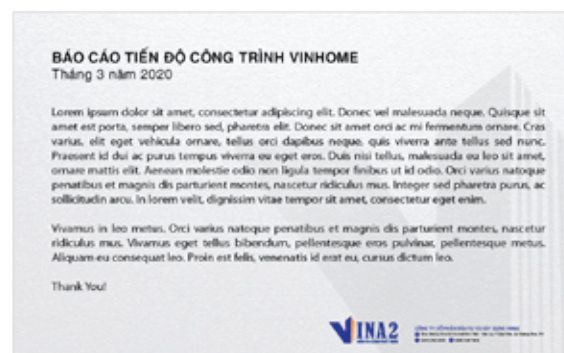 BÁO CÁO TIẾN ĐỘ CÔNG TRÌNH VINHOME
Tháng 3 năm 2020
Lorem ipsum dolor sit amet, consectetur adipiscing elit. Donec vel malesuada neque. Quisque sit
amet est porta, semper libero sed, pharetra elit. Donec sit amet orci ac mi fermentum ornare. Cras
varius, elit eget vehicula ornare, tellus orci dapibus neque, quis viverra ante tellus sed nunc.
Praesent id dui ac purus tempus viverra eu eget eros. Duis nisi tellus, malesuada eu leo sit amet,
ornare mattis elit. Aenean molestie odio non ligula tempor finibus ut id odio. Orci varius natoque
penatibus et magnis dis parturient montes, nascetur ridiculus mus. Integer sed pharetra purus, ac
sollicitudin arcu. In lorem velit, dignissim vitae tempor sit amet, consectetur eget enim.
Vivamus in leo metus. Orci varius natoque penatibus et magnis dis parturient montes, nascetur
ridiculus mus. Vivamus eget tellus bibendum, pellentesque eros pulvinar, pellentesque metus.
Aliquam eu consequat leo. Proin est felis, venenatis id erat eu, cursus dictum leo.
Thank You!
VINA2